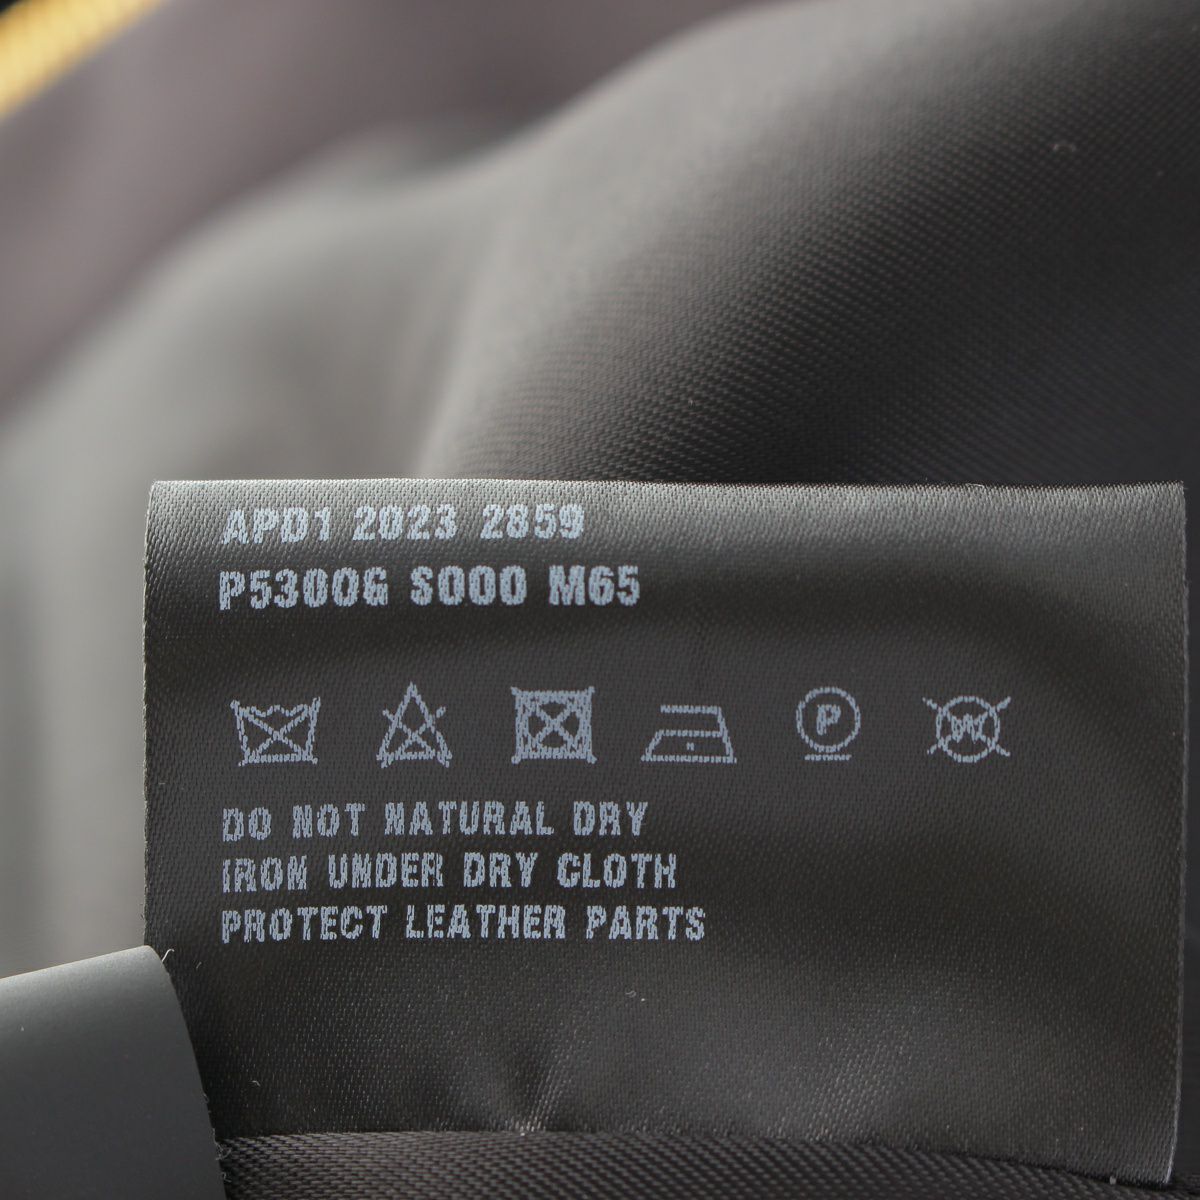 APD1 2023 2859
P5300G S000 M65
P W
DO NOT NATURAL DRY
IRON UNDER DRY CLOTH
PROTECT LEATHER PARTS